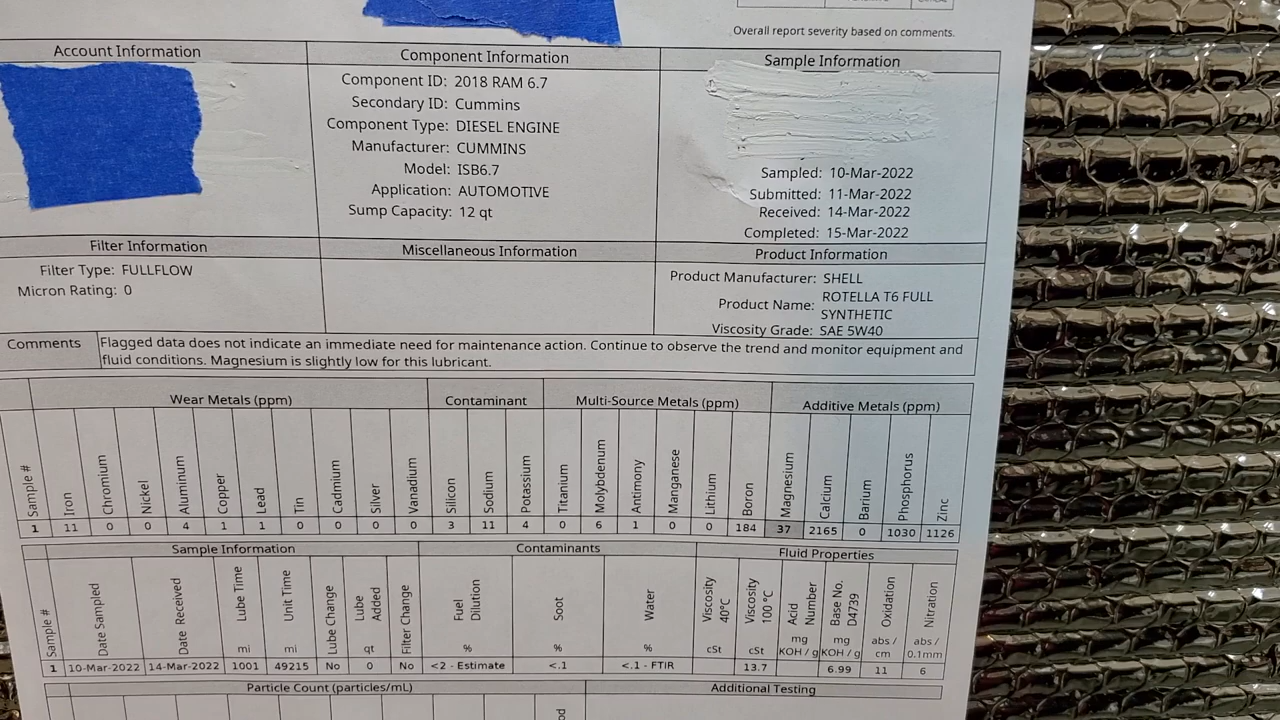 Overall report severity based on comments.
Account Information Component Information Sample Information
Component ID: 2018 RAM 6.7
Secondary ID: Cummins
Component Type: DIESEL ENGINE
Manufacturer: CUMMINS
Model: ISB6.7
Application: AUTOMOTIVE
Sump Capacity: 12 qt
Sampled: 10-Mar-2022
Submitted: 11-Mar-2022
Received: 14-Mar-2022
Completed: 15-Mar-2022
Filter Information Miscellaneous Information Product Information
Filter Type: FULLFLOW
Micron Rating: 0
Product Manufacturer: SHELL
Product Name: ROTELLA T6 FULL
SYNTHETIC
Viscosity Grade: SAE 5W40
Comments Flagged data does not indicate an immediate need for maintenance action. Continue to observe the trend and monitor equipment and
fluid conditions. Magnesium is slightly low for this lubricant.
Wear Metals (ppm) Contaminant Multi-Source Metals (ppm) Additive Metals (ppm)
Sample # Iron Chromium Nickel Aluminum Copper Lead Tin Cadmium Silver Vanadium Silicon Sodium Potassium Titanium Molybdenum Antimony Manganese Lithium Boron Magnesium Calcium Barium Phosphorus Zinc
1 11 0 0 4 1 1 0 0 0 0 3 11 4 0 6 1 0 0 184 37 2165 0 1030 1126
Sample Information Contaminants Fluid Properties
Sample # Date Sampled Date Received Lube Time Unit Time Lube Change Lube Added Filter Change Fuel Dilution Soot Water Viscosity 40°C Viscosity 100 °C Acid Number Base No. D4739 Oxidation Nitration
mi mi qt % % % cSt cSt mg KOH / g mg KOH / g abs / cm abs / 0.1mm
1 10-Mar-2022 14-Mar-2022 1001 49215 No 0 No <2 - Estimate <.1 <.1 - FTIR 13.7 6.99 11 6
Particle Count (particles/mL) Additional Testing